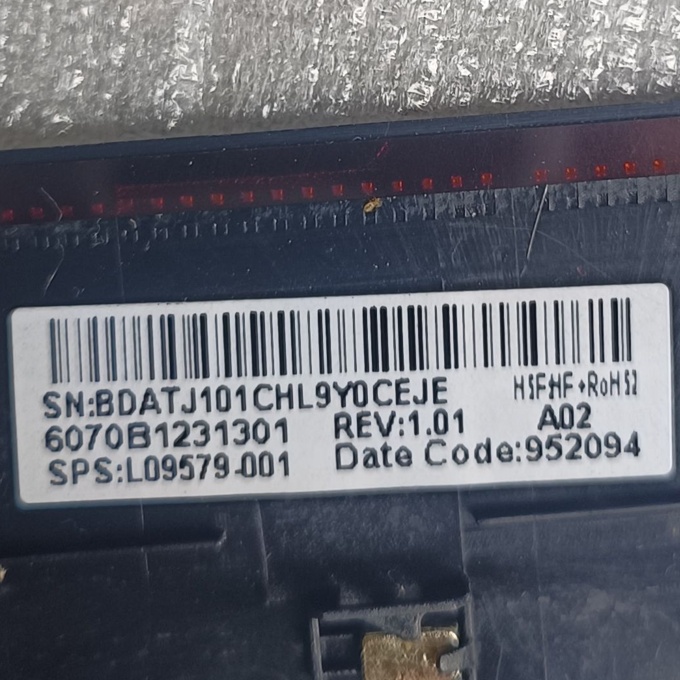 SN:BDATJ101CHL9Y0CEJE HSF:HF+RoHS2
6070B1231301 REV:1.01 A02
SPS:L09579-001 Date Code:952094